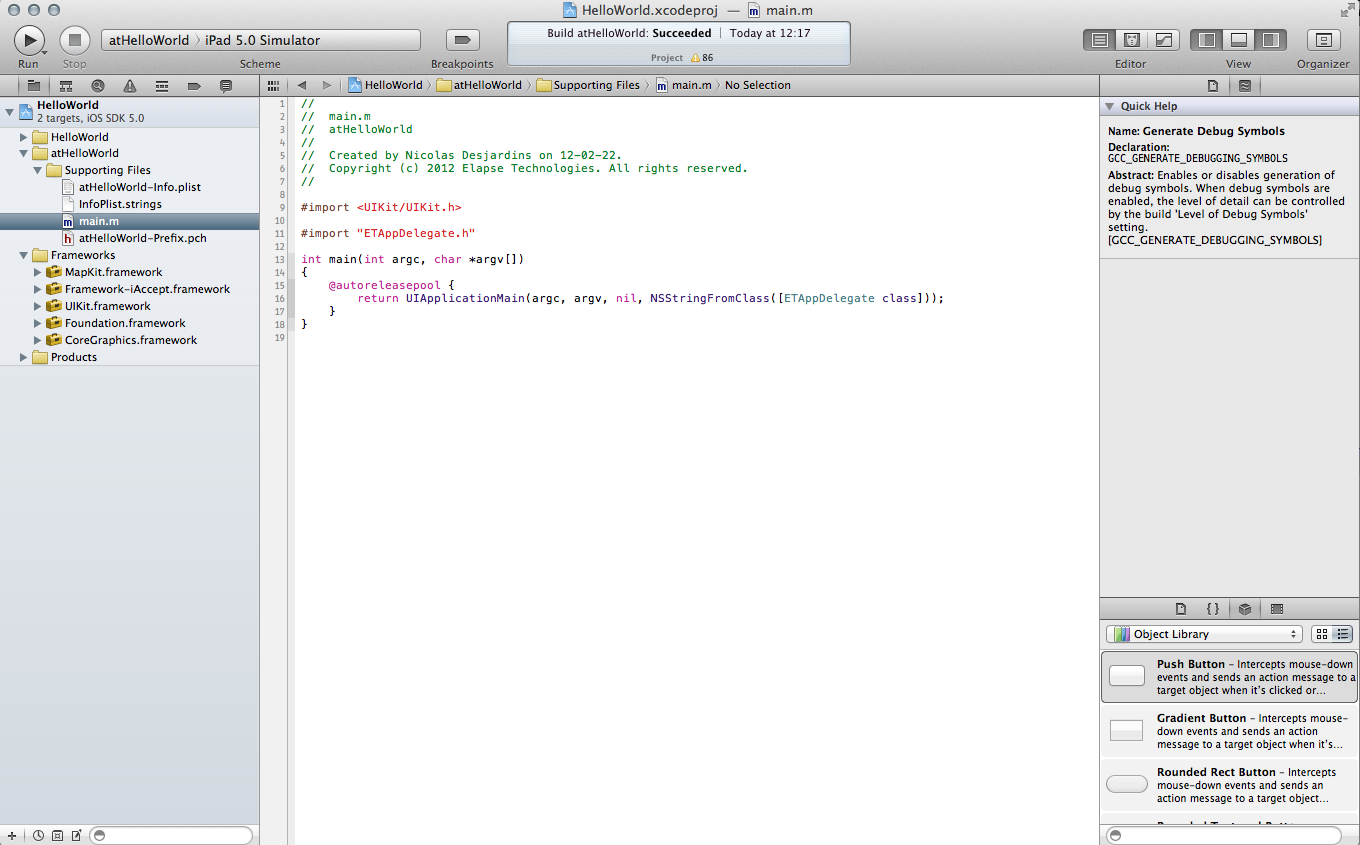 HelloWorld.xcodeproj — main.m
Run
Stop
atHelloWorld › iPad 5.0 Simulator
Scheme
Breakpoints
Build atHelloWorld: Succeeded | Today at 12:17
Project 86
Editor
View
Organizer
HelloWorld
2 targets, iOS SDK 5.0
HelloWorld
atHelloWorld
Supporting Files
atHelloWorld-Info.plist
InfoPlist.strings
main.m
atHelloWorld-Prefix.pch
Frameworks
MapKit.framework
Framework-iAccept.framework
UIKit.framework
Foundation.framework
CoreGraphics.framework
Products
HelloWorld › atHelloWorld › Supporting Files › main.m › No Selection
1 //
2 //  main.m
3 //  atHelloWorld
4 //
5 //  Created by Nicolas Desjardins on 12-02-22.
6 //  Copyright (c) 2012 Elapse Technologies. All rights reserved.
7 //
8
9 #import <UIKit/UIKit.h>
10
11 #import "ETAppDelegate.h"
12
13 int main(int argc, char *argv[])
14 {
15     @autoreleasepool {
16         return UIApplicationMain(argc, argv, nil, NSStringFromClass([ETAppDelegate class]));
17     }
18 }
19
Quick Help
Name: Generate Debug Symbols
Declaration:
GCC_GENERATE_DEBUGGING_SYMBOLS
Abstract: Enables or disables generation of
debug symbols. When debug symbols are
enabled, the level of detail can be controlled
by the build 'Level of Debug Symbols'
setting.
[GCC_GENERATE_DEBUGGING_SYMBOLS]
{ }
Object Library
Push Button – Intercepts mouse-down
events and sends an action message to a
target object when it's clicked or...
Gradient Button – Intercepts mouse-
down events and sends an action
message to a target object when it's...
Rounded Rect Button – Intercepts
mouse-down events and sends an
action message to a target object...